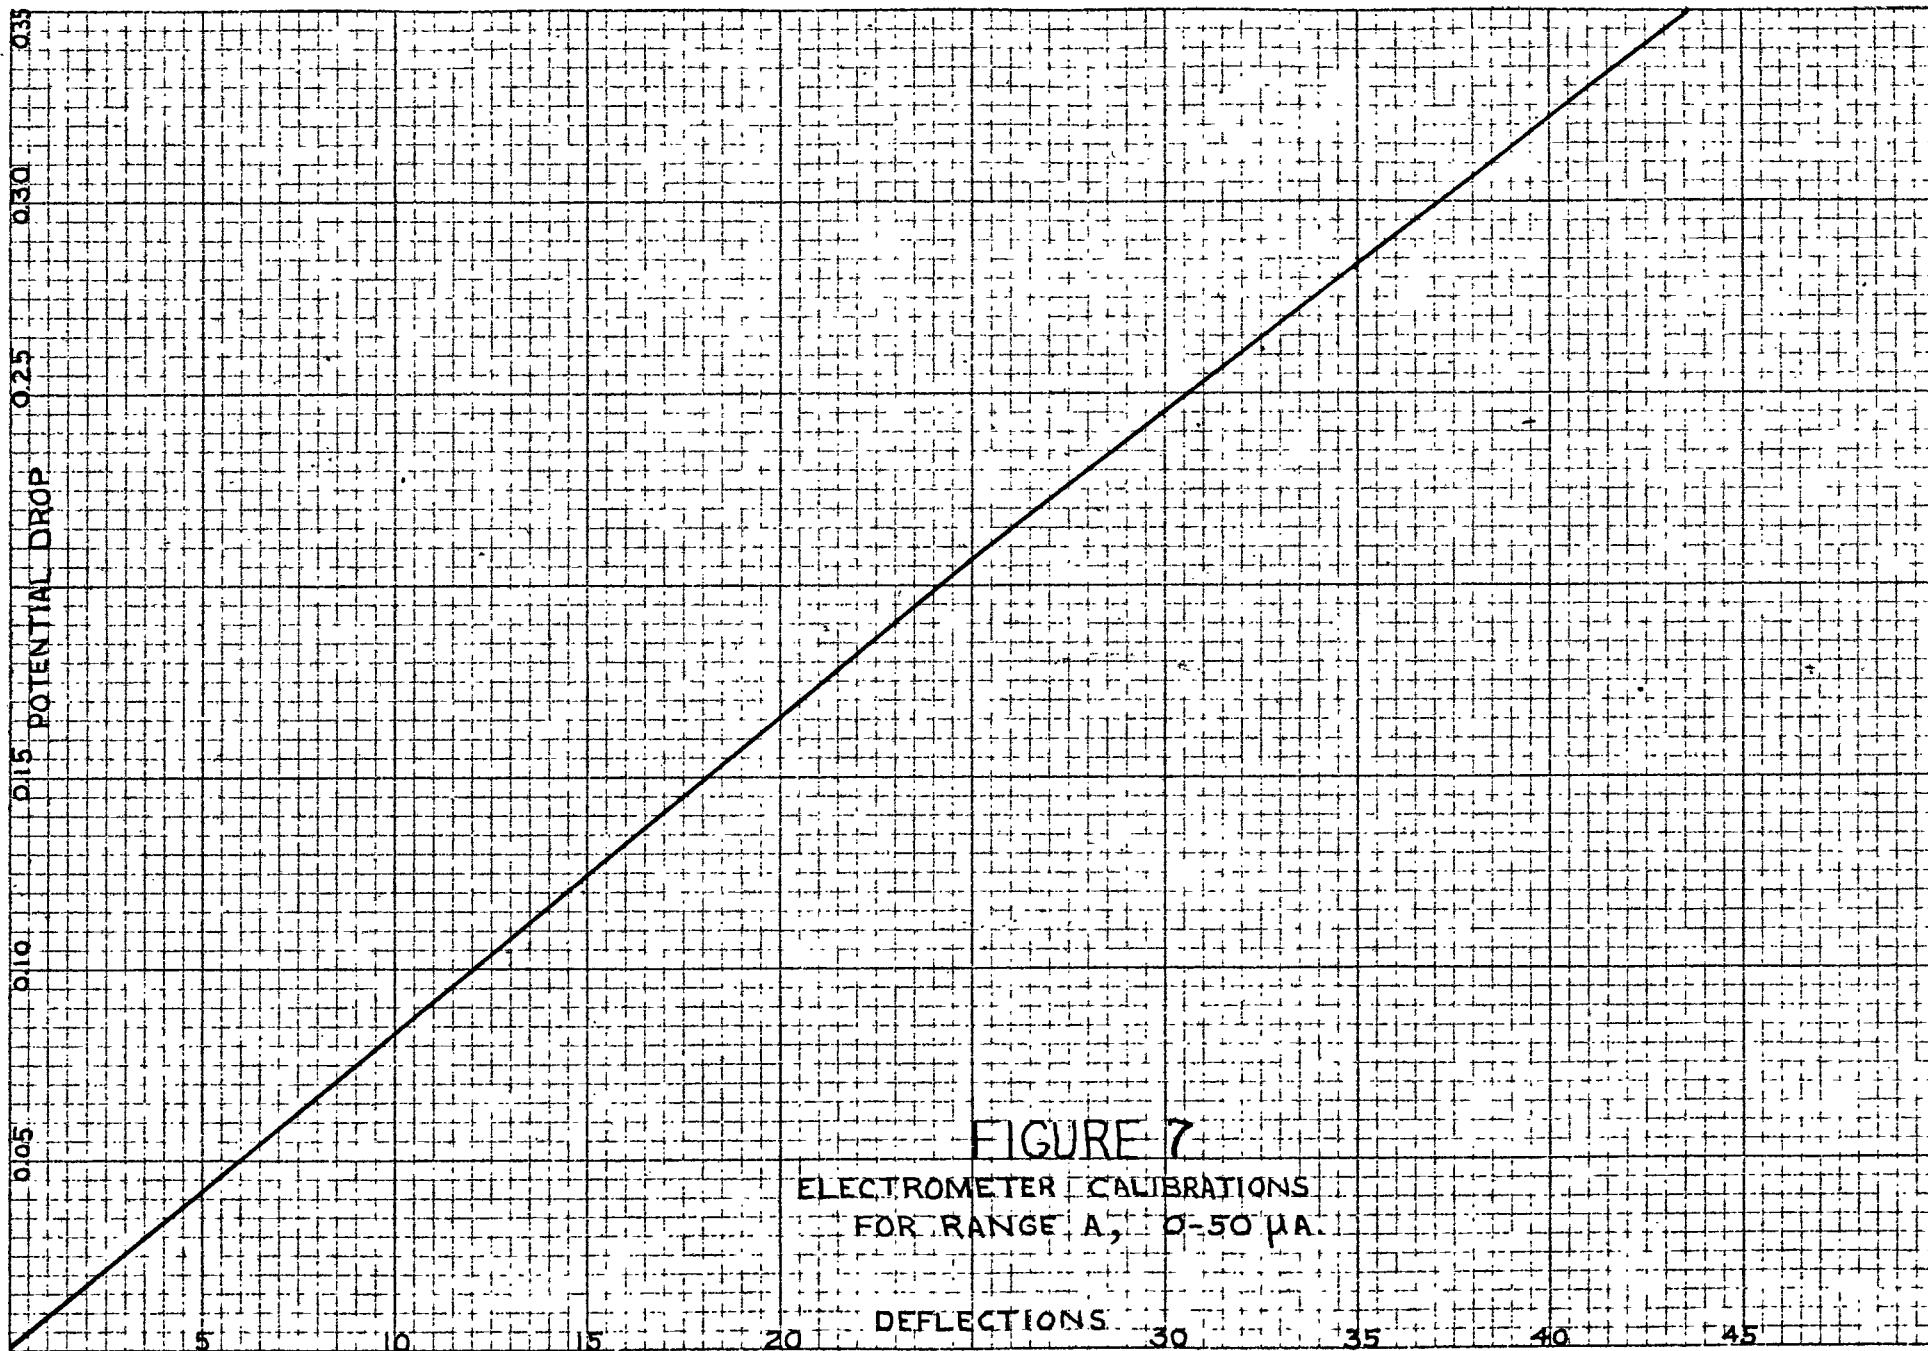 0.35
0.30
0.25
POTENTIAL DROP
0.15
0.10
0.05
FIGURE 7
ELECTROMETER CALIBRATIONS
FOR RANGE A, 0-50 μA.
DEFLECTIONS
5 10 15 20 30 35 40 45